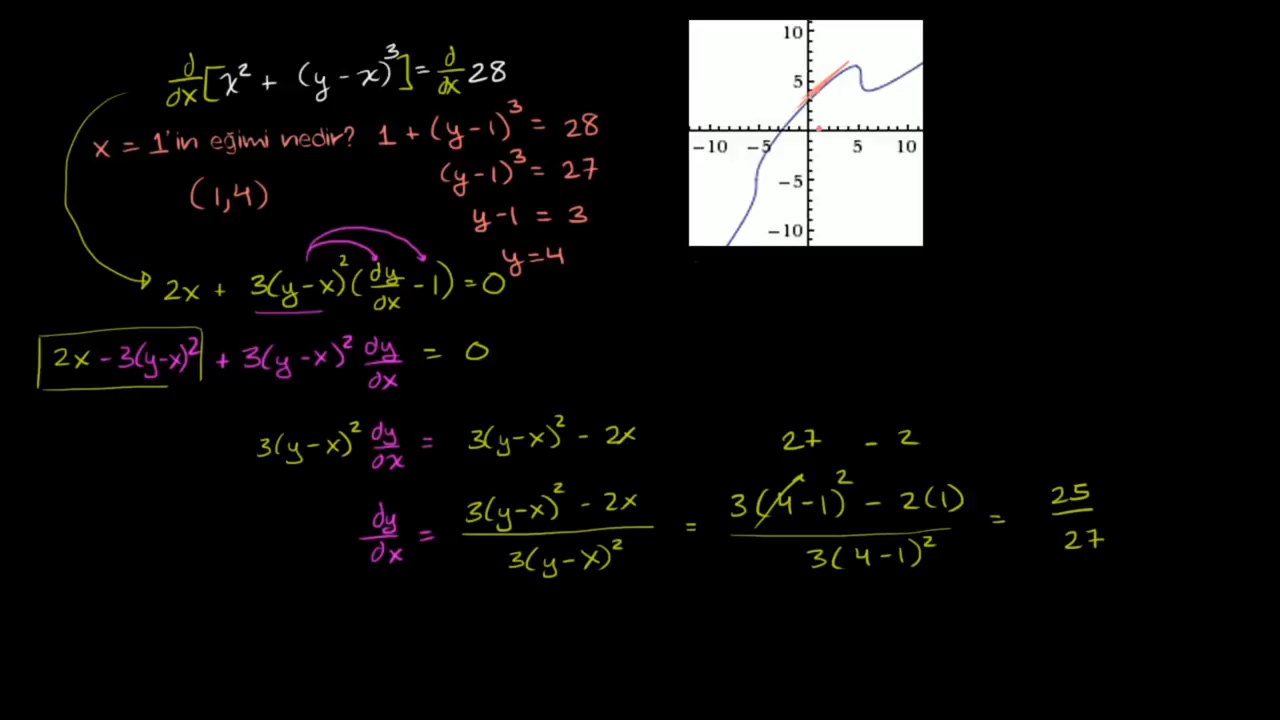 d/dx [x² + (y - x)³] = d/dx 28
x = 1'in eğimi nedir? 1 + (y-1)³ = 28
(y-1)³ = 27
(1,4)
y-1 = 3
y=4
2x + 3(y-x)² (dy/dx - 1) = 0
2x - 3(y-x)² + 3(y-x)² dy/dx = 0
3(y-x)² dy/dx = 3(y-x)² - 2x
27 - 2
dy/dx = (3(y-x)² - 2x)/(3(y-x)²) = (3(4-1)² - 2(1))/(3(4-1)²) = 25/27
10
5
-10 -5 5 10
-5
-10